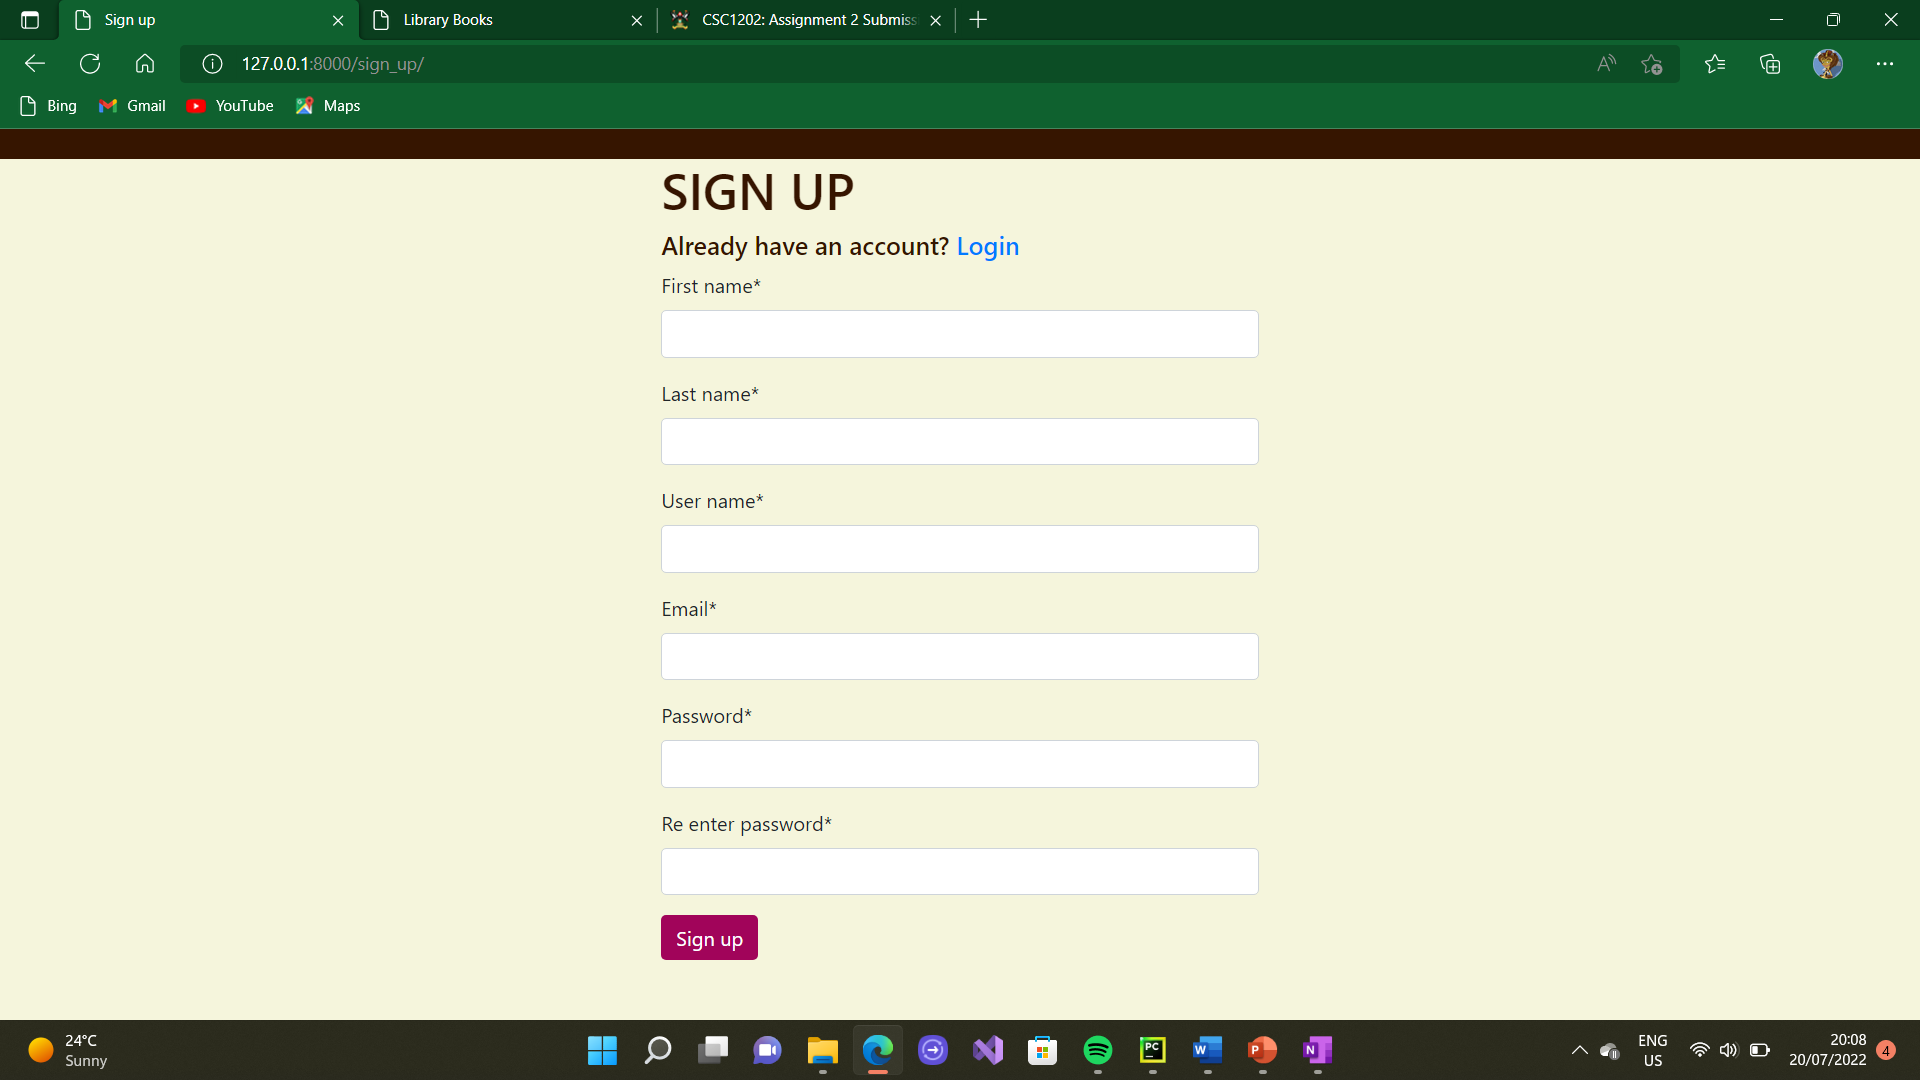 Sign up
Library Books
CSC1202: Assignment 2 Submiss
127.0.0.1:8000/sign_up/
Bing
Gmail
YouTube
Maps
SIGN UP
Already have an account? Login
First name*
Last name*
User name*
Email*
Password*
Re enter password*
Sign up
24°C
Sunny
PC
W
P
N
ENG
US
20:08
20/07/2022
4